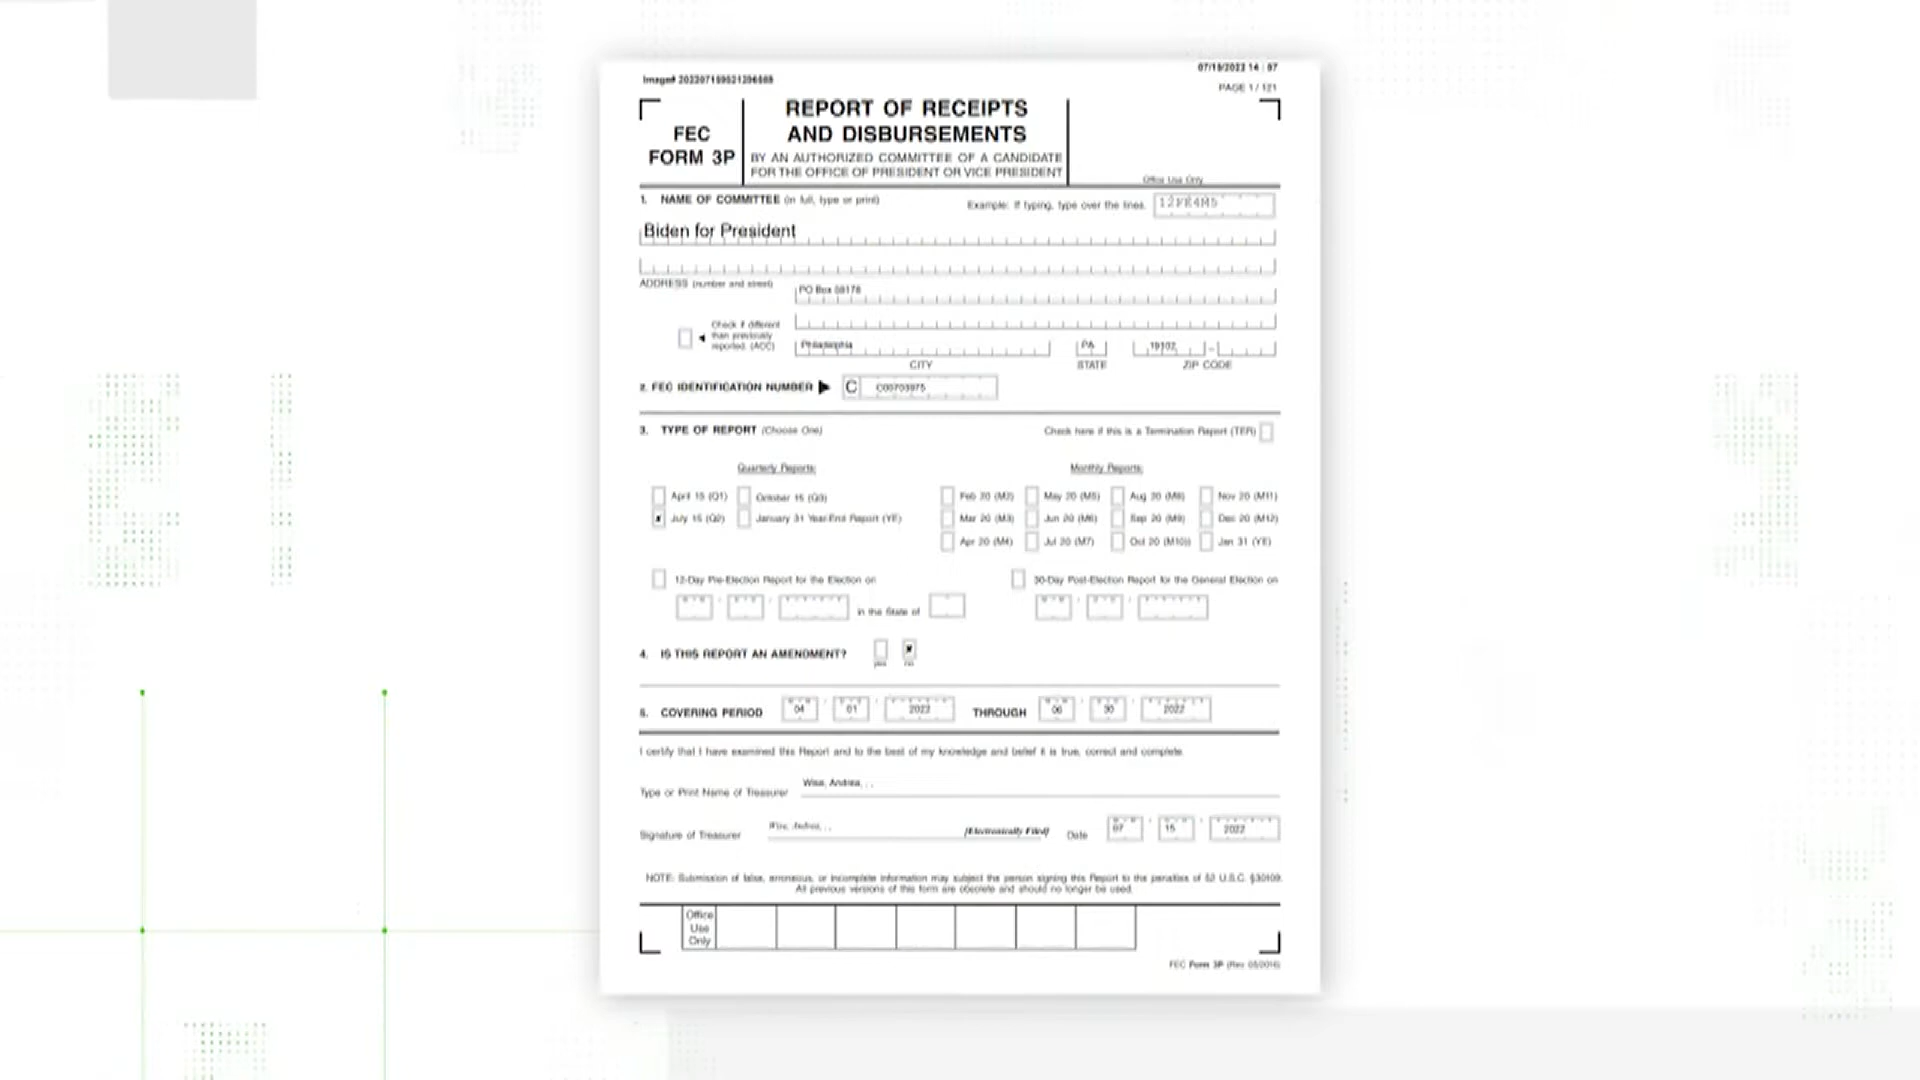 07/15/2022 14 : 07
PAGE 1 / 121
FEC
FORM 3P
REPORT OF RECEIPTS
AND DISBURSEMENTS
BY AN AUTHORIZED COMMITTEE OF A CANDIDATE
FOR THE OFFICE OF PRESIDENT OR VICE PRESIDENT
Office Use Only
1. NAME OF COMMITTEE (in full, type or print)
Example: If typing, type over the lines.
12FE4M5
Biden for President
ADDRESS (number and street)
PO Box 58174
Check if different
than previously
reported. (ACC)
Philadelphia
PA
19102
CITY
STATE
ZIP CODE
2. FEC IDENTIFICATION NUMBER
C
C00703975
3. TYPE OF REPORT (Choose One)
Check here if this is a Termination Report (TER)
Quarterly Reports:
Monthly Reports:
April 15 (Q1) October 15 (Q3)
July 15 (Q2) January 31 Year-End Report (YE)
Feb 20 (M2) May 20 (M5) Aug 20 (M8) Nov 20 (M11)
Mar 20 (M3) Jun 20 (M6) Sep 20 (M9) Dec 20 (M12)
Apr 20 (M4) Jul 20 (M7) Oct 20 (M10) Jan 31 (YE)
12-Day Pre-Election Report for the Election on
in the State of
30-Day Post-Election Report for the General Election on
4. IS THIS REPORT AN AMENDMENT?
yes no
5. COVERING PERIOD 04 01 2022 THROUGH 06 30 2022
I certify that I have examined this Report and to the best of my knowledge and belief it is true, correct and complete.
Type or Print Name of Treasurer
Wise, Andrea, , ,
Signature of Treasurer
Wise, Andrea, , ,
[Electronically Filed]
Date 07 15 2022
NOTE: Submission of false, erroneous, or incomplete information may subject the person signing this Report to the penalties of 52 U.S.C. §30109.
All previous versions of this form are obsolete and should no longer be used.
Office
Use
Only
FEC Form 3P (Rev. 05/2016)